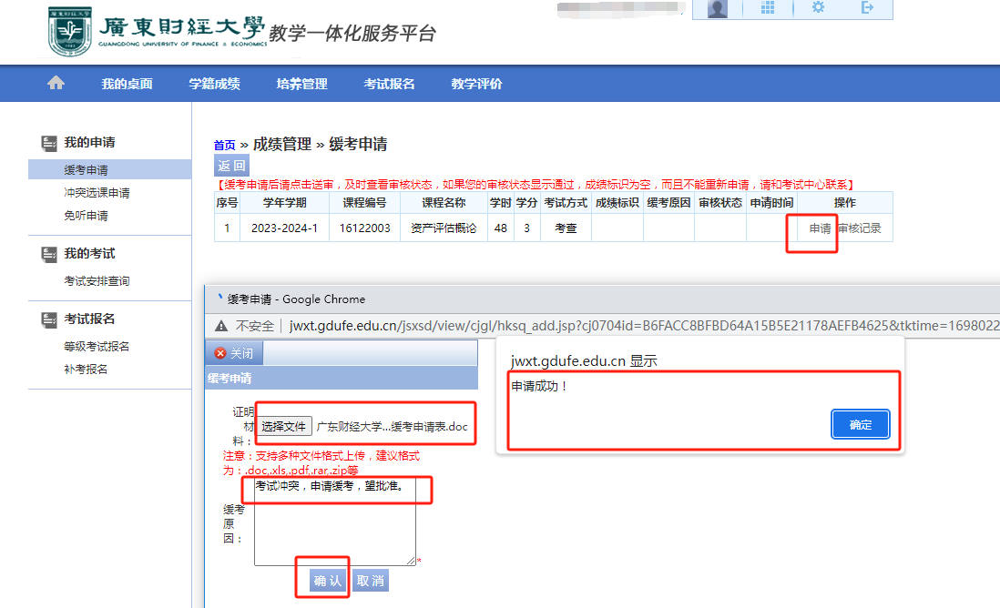 廣東財經大學
GUANGDONG UNIVERSITY OF FINANCE & ECONOMICS
教学一体化服务平台
我的桌面 学籍成绩 培养管理 考试报名 教学评价
我的申请
缓考申请
冲突选课申请
免听申请
我的考试
考试安排查询
考试报名
等级考试报名
补考报名
首页 » 成绩管理 » 缓考申请
返 回
【缓考申请后请点击送审，及时查看审核状态，如果您的审核状态显示通过，成绩标识为空，而且不能重新申请，请和考试中心联系】
序号 学年学期 课程编号 课程名称 学时 学分 考试方式 成绩标识 缓考原因 审核状态 申请时间 操作
1 2023-2024-1 16122003 资产评估概论 48 3 考查 申请 审核记录
缓考申请 - Google Chrome
不安全 jwxt.gdufe.edu.cn/jsxsd/view/cjgl/hksq_add.jsp?cj0704id=B6FACC8BFBD64A15B5E21178AEFB4625&tktime=1698022
关闭
缓考申请
证明
材
料：
选择文件 广东财经大学...缓考申请表.doc
注意：支持多种文件格式上传，建议格式
为：.doc,.xls,.pdf,.rar,.zip等
缓考
原
因：
考试冲突，申请缓考，望批准。
*
确 认 取 消
jwxt.gdufe.edu.cn 显示
申请成功！
确定